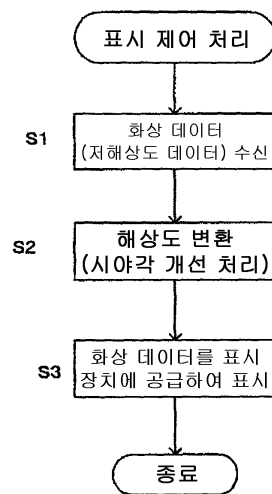 표시 제어 처리
S1
화상 데이터
(저해상도 데이터) 수신
S2
해상도 변환
(시야각 개선 처리)
S3
화상 데이터를 표시
장치에 공급하여 표시
종료